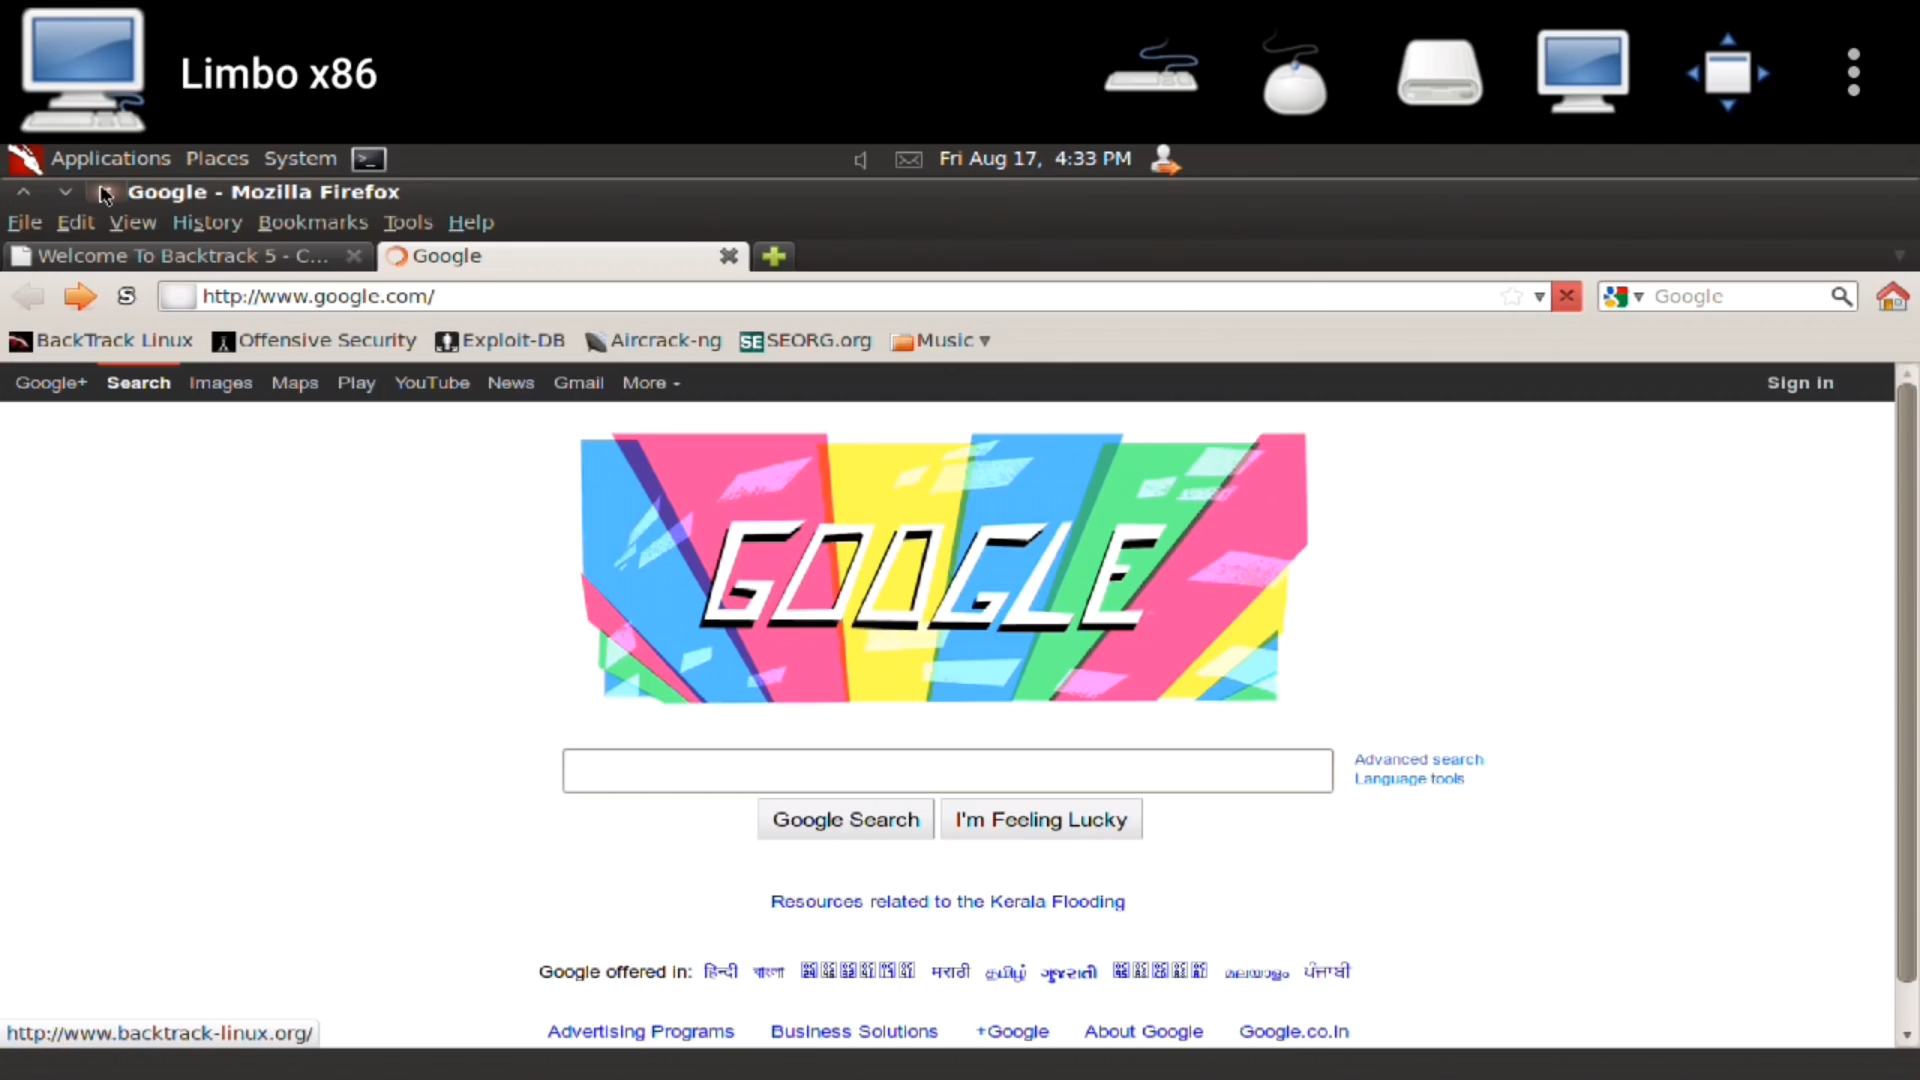 Limbo x86
Applications Places System Fri Aug 17, 4:33 PM
Google - Mozilla Firefox
File Edit View History Bookmarks Tools Help
Welcome To Backtrack 5 - C... Google
http://www.google.com/ Google
BackTrack Linux Offensive Security Exploit-DB Aircrack-ng SEORG.org Music
Google+ Search Images Maps Play YouTube News Gmail More Sign in
GOOGLE
Advanced search
Language tools
Google Search I'm Feeling Lucky
Resources related to the Kerala Flooding
Google offered in: हिन्दी বাংলা मराठी தமிழ் ગુજરાતી മലയാളം ਪੰਜਾਬੀ
http://www.backtrack-linux.org/ Advertising Programs Business Solutions +Google About Google Google.co.in